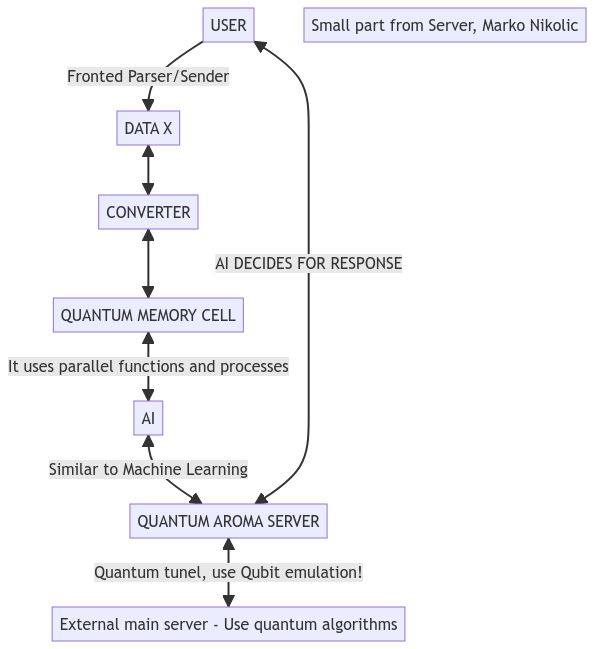 USER
Small part from Server, Marko Nikolic
Fronted Parser/Sender
DATA X
CONVERTER
AI DECIDES FOR RESPONSE
QUANTUM MEMORY CELL
It uses parallel functions and processes
AI
Similar to Machine Learning
QUANTUM AROMA SERVER
Quantum tunel, use Qubit emulation!
External main server - Use quantum algorithms